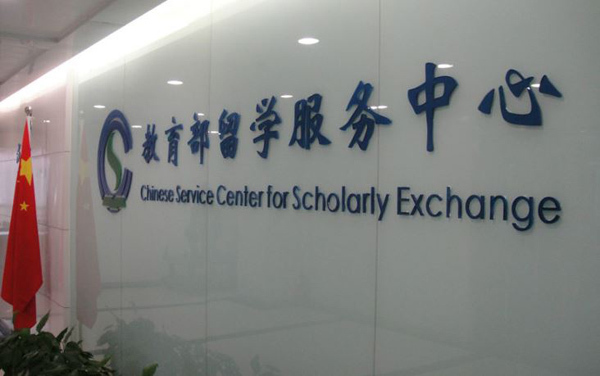 教育部留学服务中心
Chinese Service Center for Scholarly Exchange